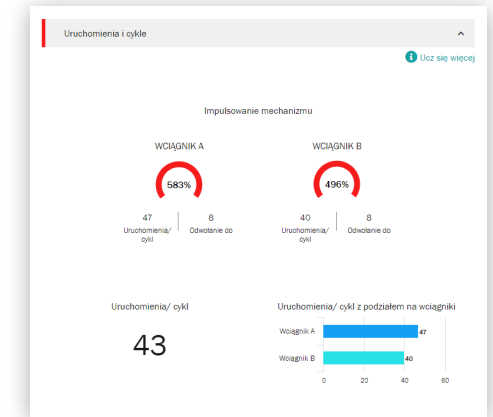 Uruchomienia i cykle
Ucz się więcej
Impulsowanie mechanizmu
WCIĄGNIK A
WCIĄGNIK B
583%
496%
47
8
40
8
Uruchomienia/ cykl
Odwołanie do
Uruchomienia/ cykl
Odwołanie do
Uruchomienia/ cykl
43
Uruchomienia/ cykl z podziałem na wciągniki
Wciągnik A
47
Wciągnik B
40
0 20 40 60